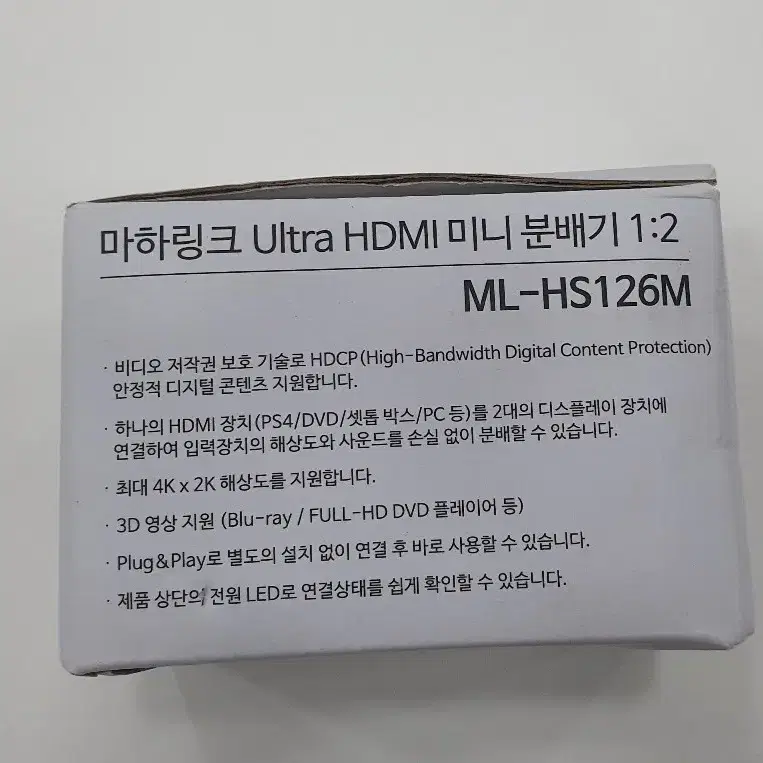 마하링크 Ultra HDMI 미니 분배기 1:2
ML-HS126M
· 비디오 저작권 보호 기술로 HDCP(High-Bandwidth Digital Content Protection)
안정적 디지털 콘텐츠 지원합니다.
· 하나의 HDMI 장치(PS4/DVD/셋톱 박스/PC 등)를 2대의 디스플레이 장치에
연결하여 입력장치의 해상도와 사운드를 손실 없이 분배할 수 있습니다.
· 최대 4K x 2K 해상도를 지원합니다.
· 3D 영상 지원 (Blu-ray / FULL-HD DVD 플레이어 등)
· Plug&Play로 별도의 설치 없이 연결 후 바로 사용할 수 있습니다.
· 제품 상단의 전원 LED로 연결상태를 쉽게 확인할 수 있습니다.